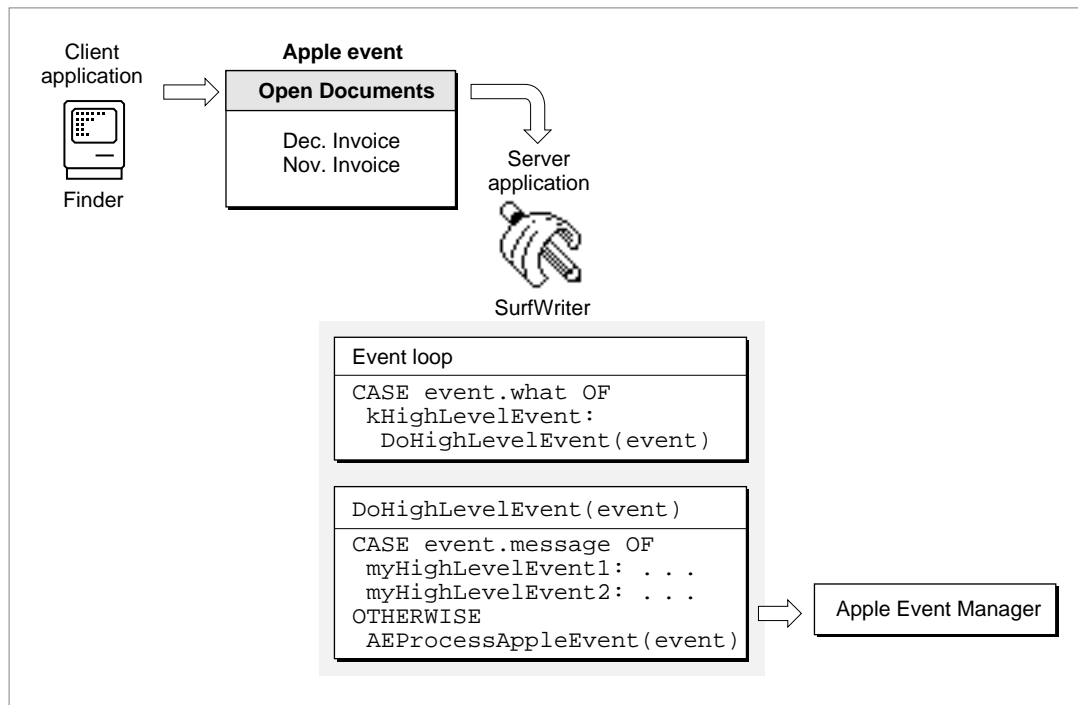 Client
application
Finder
Apple event
Open Documents
Dec. Invoice
Nov. Invoice
Server
application
SurfWriter
Event loop
CASE event.what OF
kHighLevelEvent:
DoHighLevelEvent(event)
DoHighLevelEvent(event)
CASE event.message OF
myHighLevelEvent1: . . .
myHighLevelEvent2: . . .
OTHERWISE
AEProcessAppleEvent(event)
Apple Event Manager